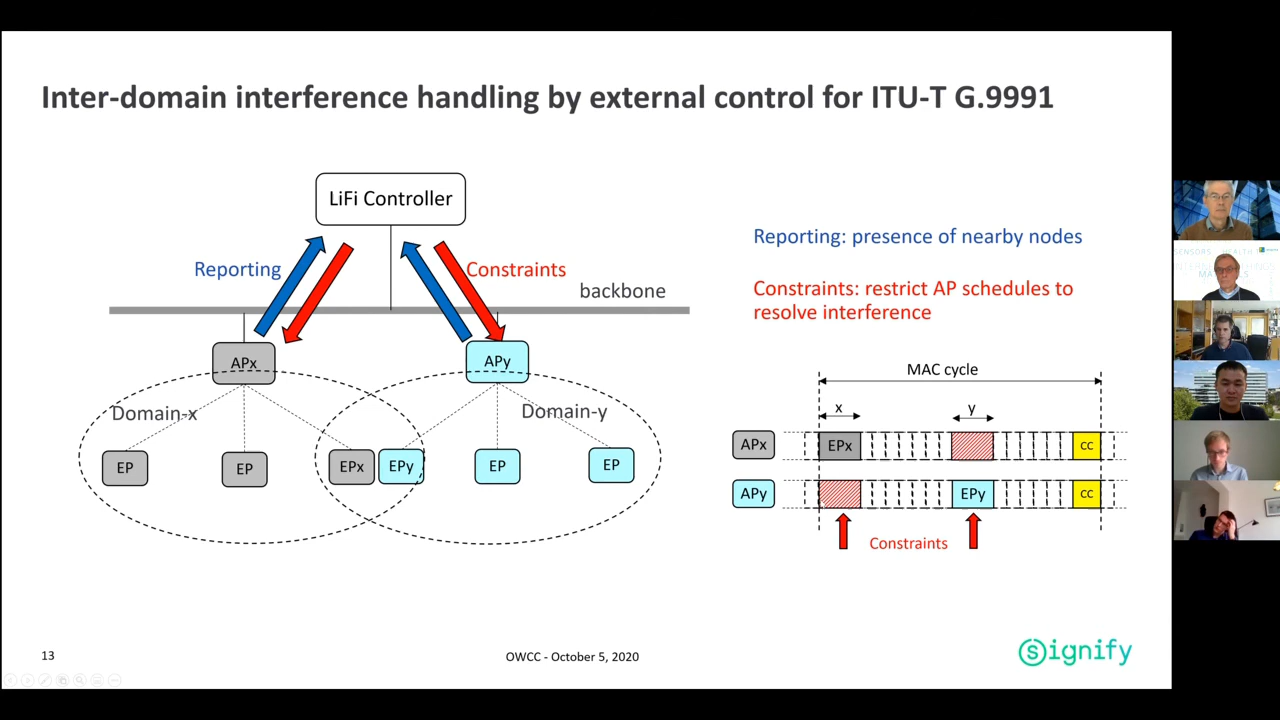 Inter-domain interference handling by external control for ITU-T G.9991
LiFi Controller
Reporting
Constraints
backbone
APx
APy
Domain-x
Domain-y
EP
EP
EPx
EPy
EP
EP
Reporting: presence of nearby nodes
Constraints: restrict AP schedules to
resolve interference
MAC cycle
x
y
APx
EPx
CC
APy
EPy
CC
Constraints
13
OWCC - October 5, 2020
Signify
SENSORS
HEALTH